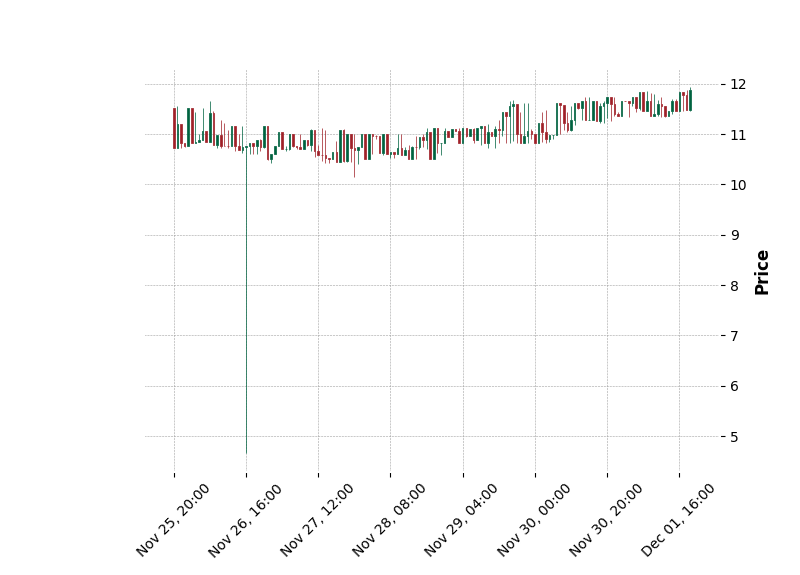 12
11
10
9
8
7
6
5
Price
Nov 25, 20:00
Nov 26, 16:00
Nov 27, 12:00
Nov 28, 08:00
Nov 29, 04:00
Nov 30, 00:00
Nov 30, 20:00
Dec 01, 16:00